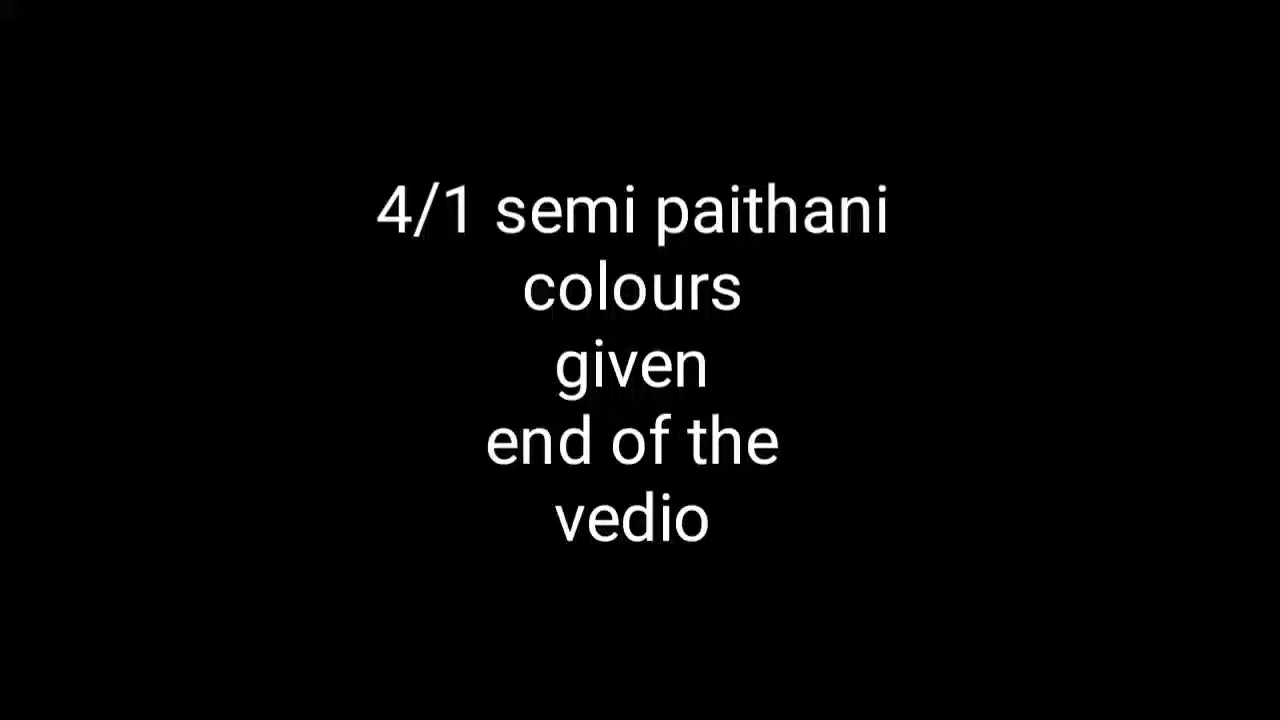 4/1 semi paithani
colours
given
end of the
vedio